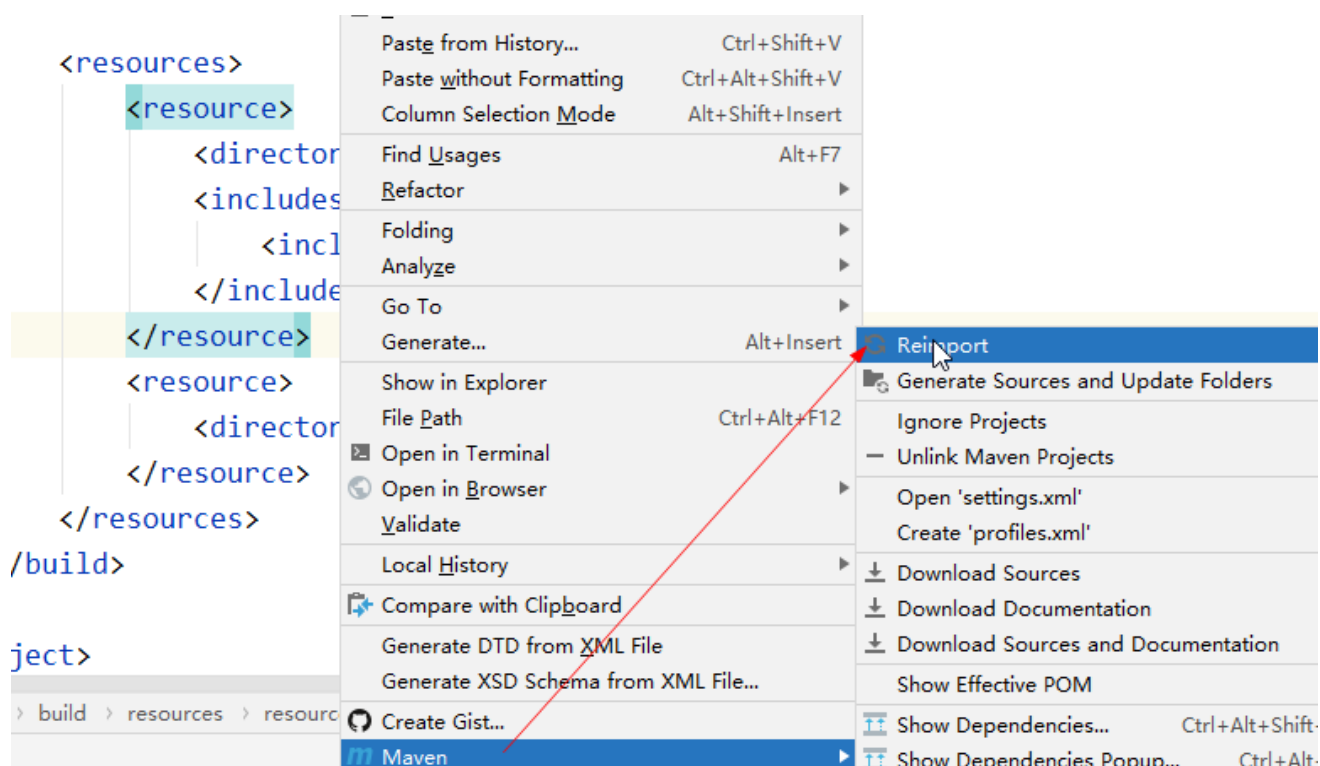 <resources>
<resource>
<director
<includes
<incl
</include
</resource>
<resource>
<director
</resource>
</resources>
/build>
ject>
build > resources > resourc
Paste from History... Ctrl+Shift+V
Paste without Formatting Ctrl+Alt+Shift+V
Column Selection Mode Alt+Shift+Insert
Find Usages Alt+F7
Refactor
Folding
Analyze
Go To
Generate... Alt+Insert
Show in Explorer
File Path Ctrl+Alt+F12
Open in Terminal
Open in Browser
Validate
Local History
Compare with Clipboard
Generate DTD from XML File
Generate XSD Schema from XML File...
Create Gist...
Maven
Reimport
Generate Sources and Update Folders
Ignore Projects
Unlink Maven Projects
Open 'settings.xml'
Create 'profiles.xml'
Download Sources
Download Documentation
Download Sources and Documentation
Show Effective POM
Show Dependencies... Ctrl+Alt+Shift+
Show Dependencies Popup... Ctrl+Alt+